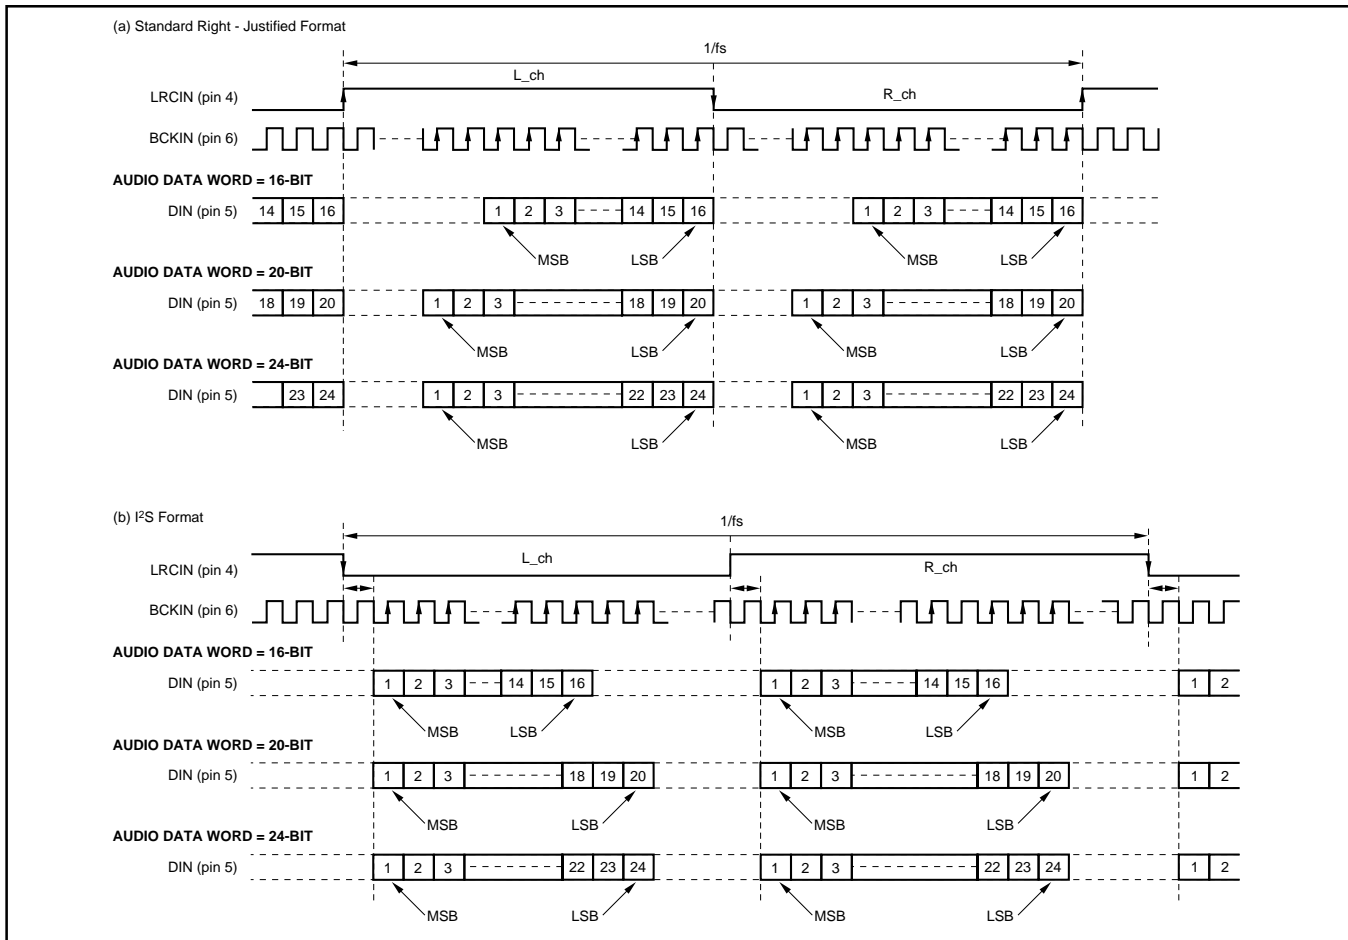 (a) Standard Right - Justified Format
1/fs
L_ch
R_ch
LRCIN (pin 4)
BCKIN (pin 6)
AUDIO DATA WORD = 16-BIT
DIN (pin 5) 14 15 16 1 2 3 14 15 16 1 2 3 14 15 16
MSB LSB MSB LSB
AUDIO DATA WORD = 20-BIT
DIN (pin 5) 18 19 20 1 2 3 18 19 20 1 2 3 18 19 20
MSB LSB MSB LSB
AUDIO DATA WORD = 24-BIT
DIN (pin 5) 23 24 1 2 3 22 23 24 1 2 3 22 23 24
MSB LSB MSB LSB
(b) I²S Format
1/fs
L_ch
R_ch
LRCIN (pin 4)
BCKIN (pin 6)
AUDIO DATA WORD = 16-BIT
DIN (pin 5) 1 2 3 14 15 16 1 2 3 14 15 16 1 2
MSB LSB MSB LSB
AUDIO DATA WORD = 20-BIT
DIN (pin 5) 1 2 3 18 19 20 1 2 3 18 19 20 1 2
MSB LSB MSB LSB
AUDIO DATA WORD = 24-BIT
DIN (pin 5) 1 2 3 22 23 24 1 2 3 22 23 24 1 2
MSB LSB MSB LSB